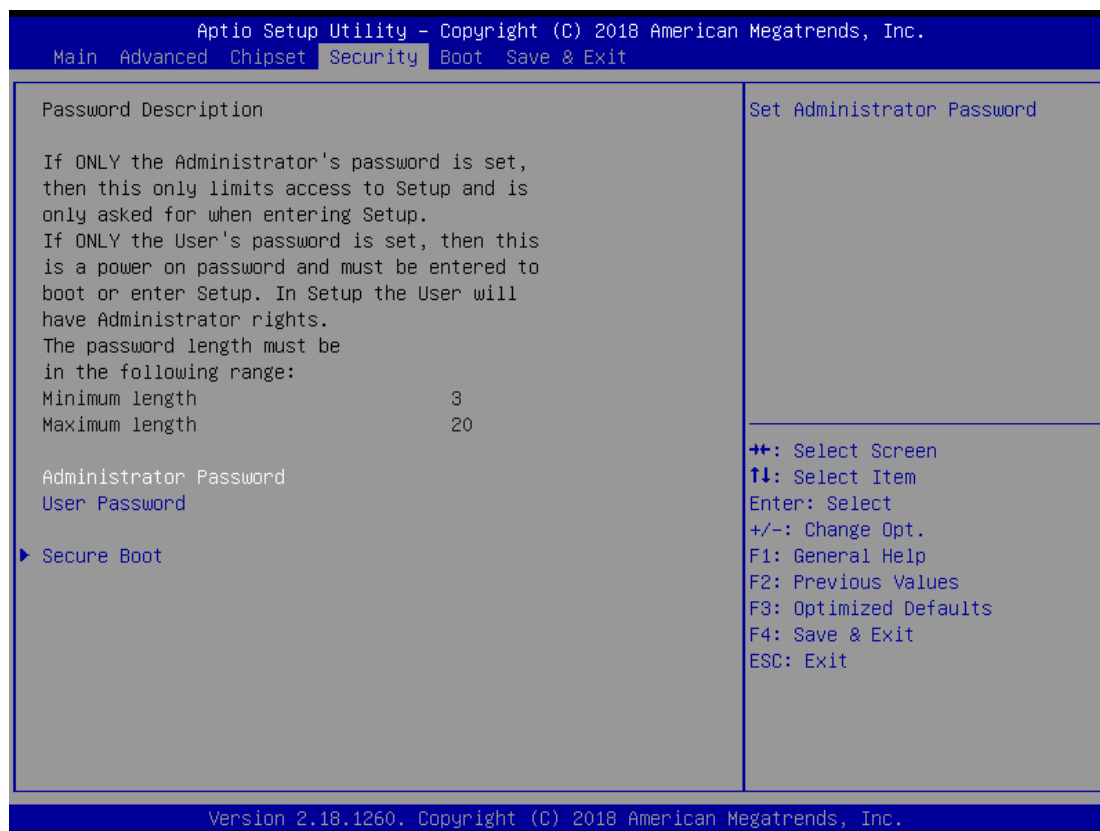 Aptio Setup Utility – Copyright (C) 2018 American Megatrends, Inc.
Main Advanced Chipset Security Boot Save & Exit
Password Description
If ONLY the Administrator's password is set,
then this only limits access to Setup and is
only asked for when entering Setup.
If ONLY the User's password is set, then this
is a power on password and must be entered to
boot or enter Setup. In Setup the User will
have Administrator rights.
The password length must be
in the following range:
Minimum length 3
Maximum length 20
Administrator Password
User Password
Secure Boot
Set Administrator Password
→←: Select Screen
↑↓: Select Item
Enter: Select
+/-: Change Opt.
F1: General Help
F2: Previous Values
F3: Optimized Defaults
F4: Save & Exit
ESC: Exit
Version 2.18.1260. Copyright (C) 2018 American Megatrends, Inc.